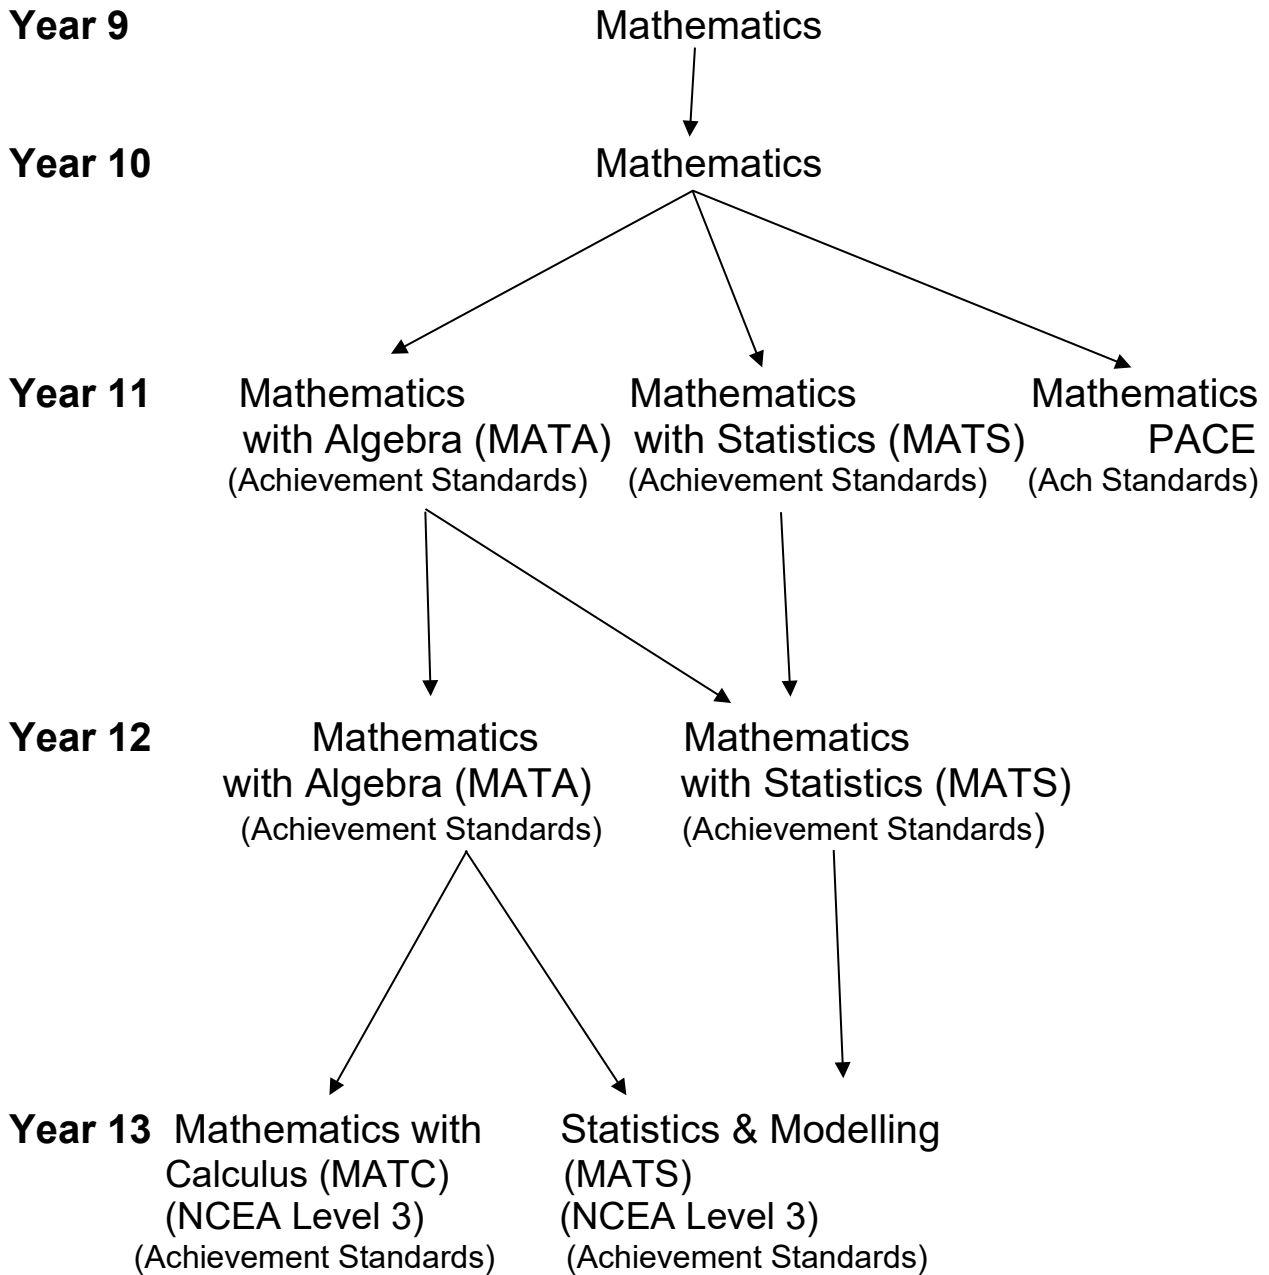 Year 9 Mathematics
Year 10 Mathematics
Year 11 Mathematics Mathematics Mathematics
with Algebra (MATA) with Statistics (MATS) PACE
(Achievement Standards) (Achievement Standards) (Ach Standards)
Year 12 Mathematics Mathematics
with Algebra (MATA) with Statistics (MATS)
(Achievement Standards) (Achievement Standards)
Year 13 Mathematics with Statistics & Modelling
Calculus (MATC) (MATS)
(NCEA Level 3) (NCEA Level 3)
(Achievement Standards) (Achievement Standards)